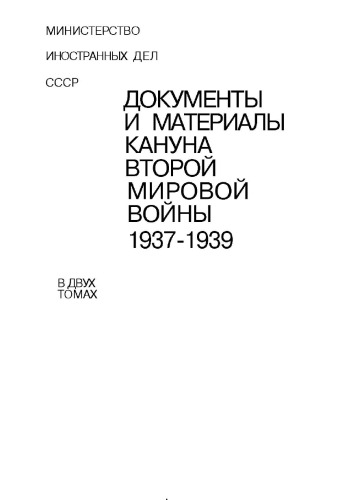 МИНИСТЕРСТВО
ИНОСТРАННЫХ ДЕЛ
СССР
ДОКУМЕНТЫ
И МАТЕРИАЛЫ
КАНУНА
ВТОРОЙ
МИРОВОЙ
ВОЙНЫ
1937-1939
В ДВУХ
ТОМАХ